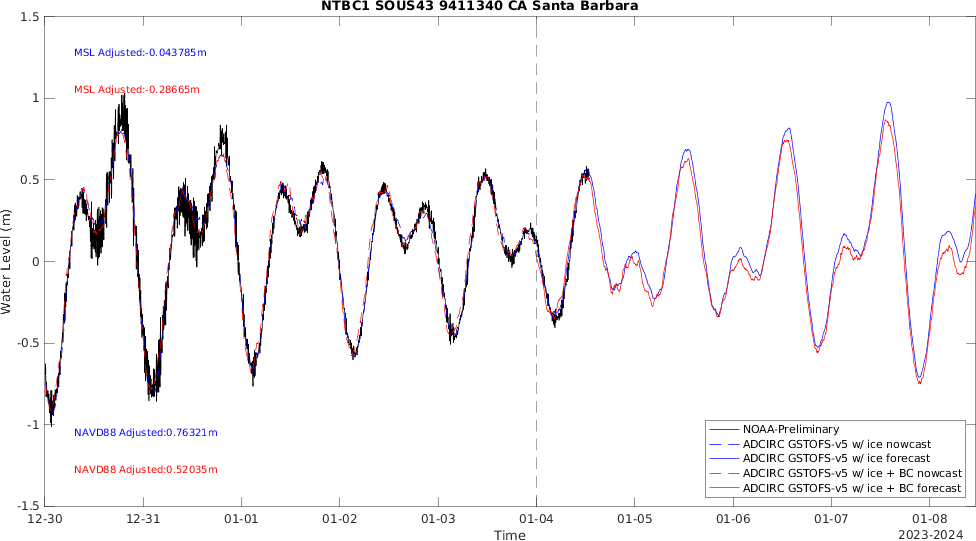 NTBC1 SOUS43 9411340 CA Santa Barbara
1.5
MSL Adjusted:-0.043785m
MSL Adjusted:-0.28665m
1
0.5
0
-0.5
-1
-1.5
Water Level (m)
NAVD88 Adjusted:0.76321m
NAVD88 Adjusted:0.52035m
NOAA-Preliminary
ADCIRC GSTOFS-v5 w/ ice nowcast
ADCIRC GSTOFS-v5 w/ ice forecast
ADCIRC GSTOFS-v5 w/ ice + BC nowcast
ADCIRC GSTOFS-v5 w/ ice + BC forecast
12-30 12-31 01-01 01-02 01-03 01-04 01-05 01-06 01-07 01-08
Time
2023-2024